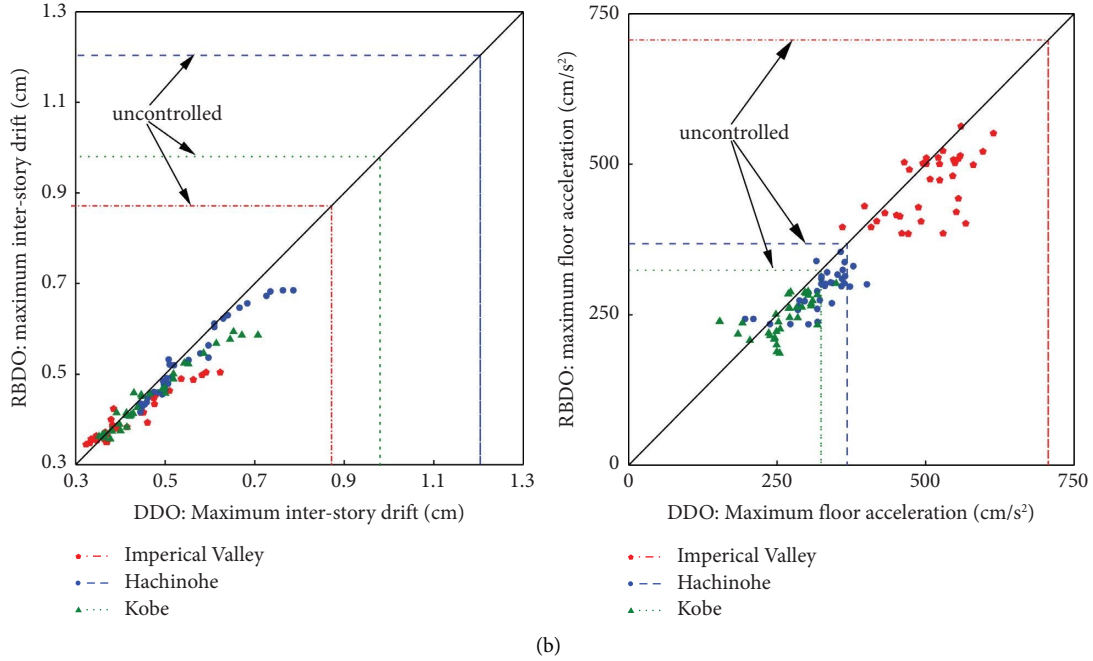 RBDO: maximum inter-story drift (cm)
1.3
1.1
0.9
0.7
0.5
0.3
uncontrolled
0.3
0.5
0.7
0.9
1.1
1.3
DDO: Maximum inter-story drift (cm)
Imperical Valley
Hachinohe
Kobe
RBDO: maximum floor acceleration (cm/s²)
750
500
250
0
uncontrolled
0
250
500
750
DDO: Maximum floor acceleration (cm/s²)
Imperical Valley
Hachinohe
Kobe
(b)